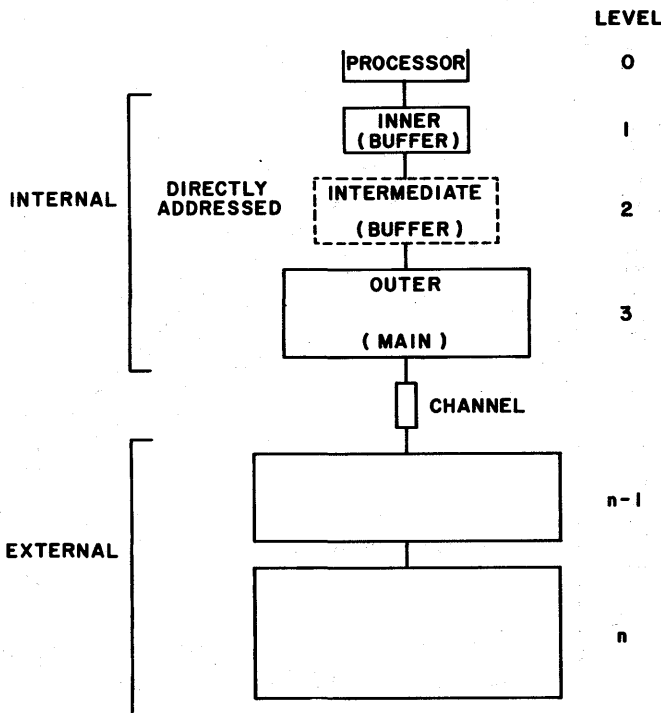 LEVEL
PROCESSOR 0
INNER
(BUFFER) 1
INTERNAL DIRECTLY ADDRESSED
INTERMEDIATE
(BUFFER) 2
OUTER
(MAIN) 3
CHANNEL
n-1
EXTERNAL
n